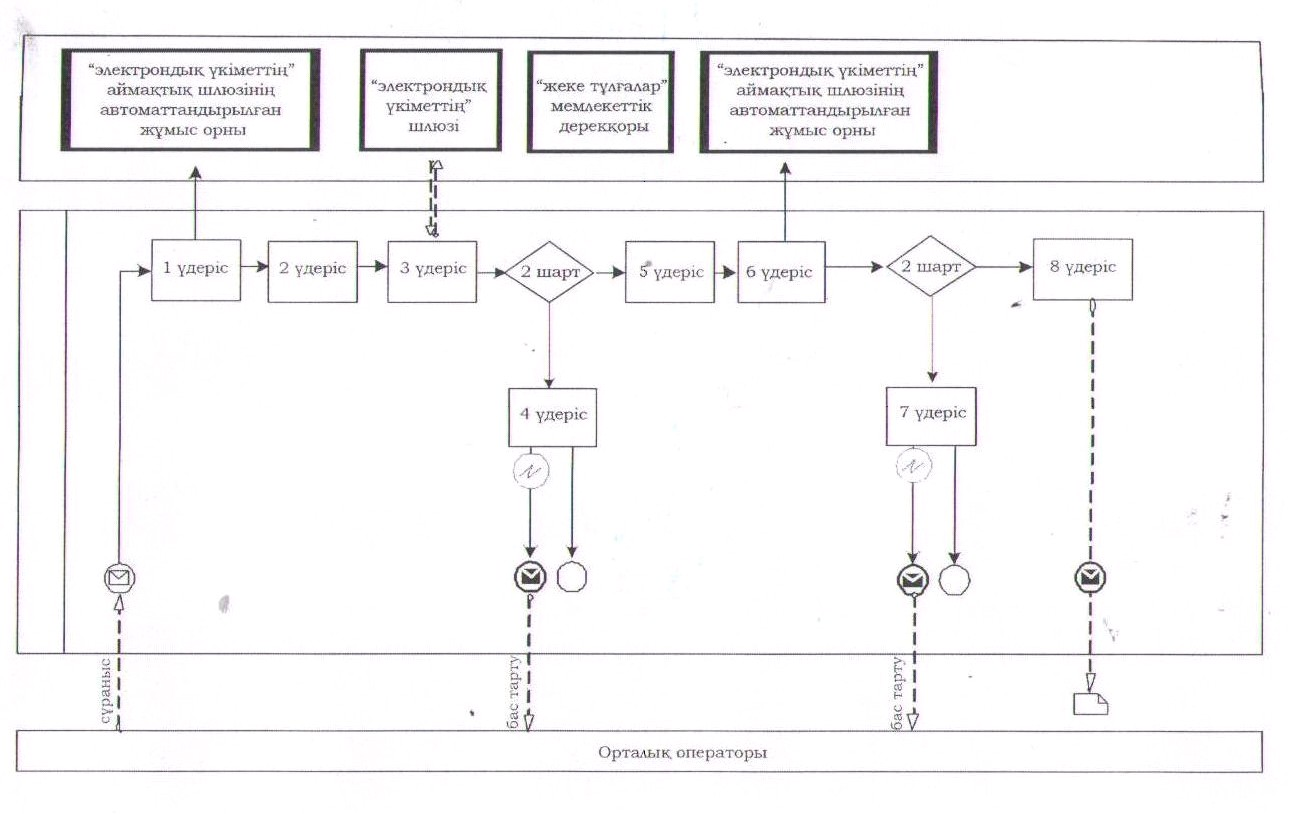 “электрондық үкіметтің”
аймақтық шлюзінің
автоматтандырылған
жұмыс орны
“электрондық
үкіметтің”
шлюзі
“жеке тұлғалар”
мемлекеттік
дерекқоры
“электрондық үкіметтің”
аймақтық шлюзінің
автоматтандырылған
жұмыс орны
1 үдеріс
2 үдеріс
3 үдеріс
2 шарт
5 үдеріс
6 үдеріс
2 шарт
8 үдеріс
4 үдеріс
7 үдеріс
сұраныс
бас тарту
бас тарту
Орталық операторы